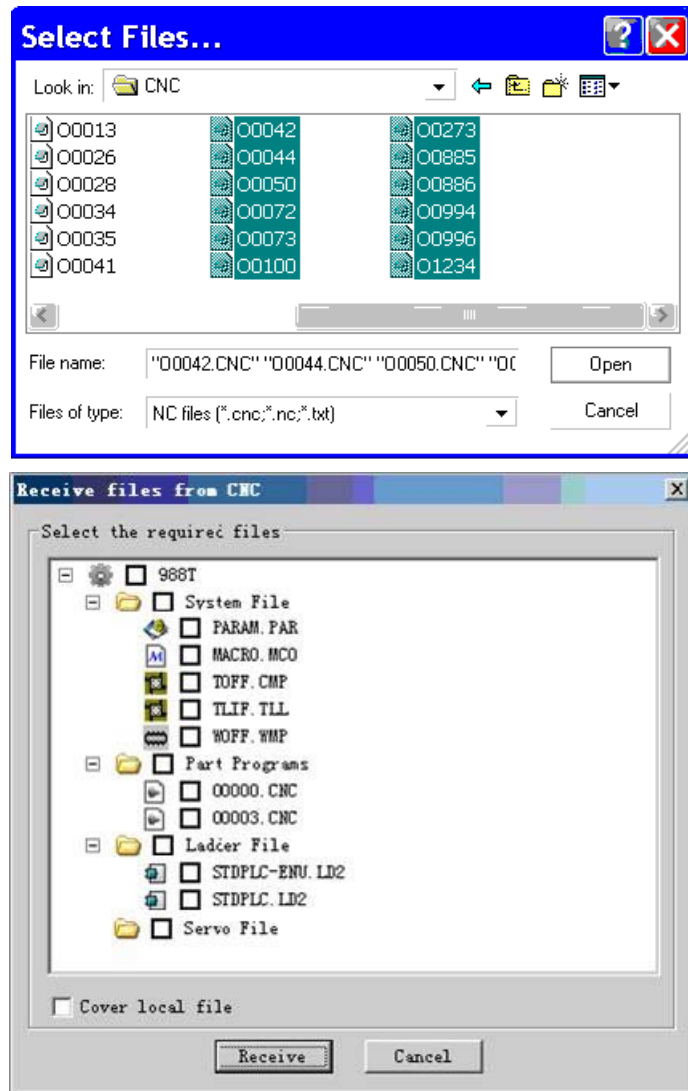 Select Files...
Look in: CNC
O0013 O0042 O0273
O0026 O0044 O0885
O0028 O0050 O0886
O0034 O0072 O0994
O0035 O0073 O0996
O0041 O0100 O1234
File name: "O0042.CNC" "O0044.CNC" "O0050.CNC" "O(
Open
Files of type: NC files (*.cnc;*.nc;*.txt)
Cancel
Receive files from CNC
Select the required files
988T
System File
PARAM.PAR
MACRO.MCO
TOFF.CMP
TLIF.TLL
WOFF.WMP
Part Programs
O0000.CNC
O0003.CNC
Ladder File
STDPLC-ENU.LD2
STDPLC.LD2
Servo File
Cover local file
Receive Cancel